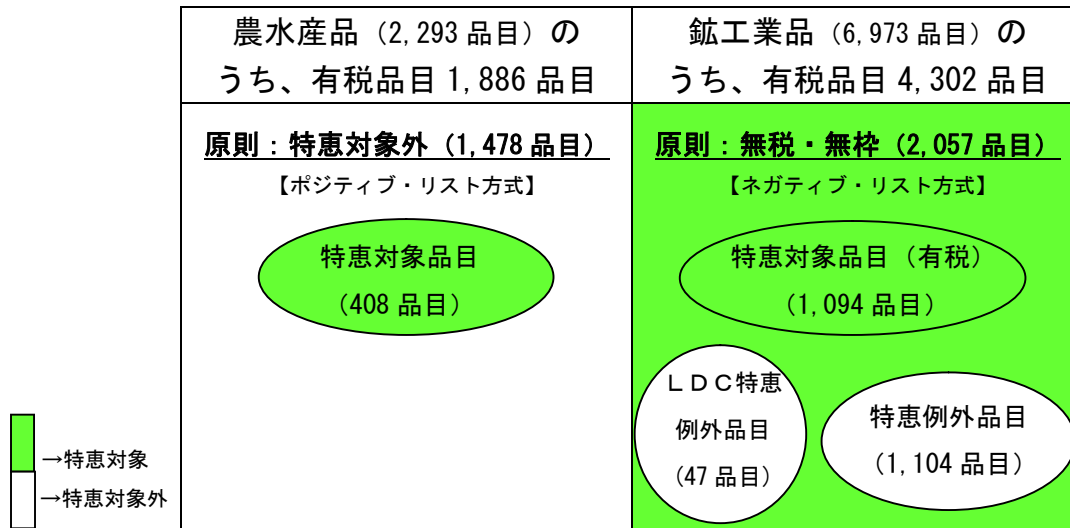 農水産品（2,293 品目）の
うち、有税品目 1,886 品目
鉱工業品（6,973 品目）の
うち、有税品目 4,302 品目
原則：特恵対象外（1,478 品目）
【ポジティブ・リスト方式】
特恵対象品目
（408 品目）
原則：無税・無枠（2,057 品目）
【ネガティブ・リスト方式】
特恵対象品目（有税）
（1,094 品目）
ＬＤＣ特恵
例外品目
（47 品目）
特恵例外品目
（1,104 品目）
→特恵対象
→特恵対象外